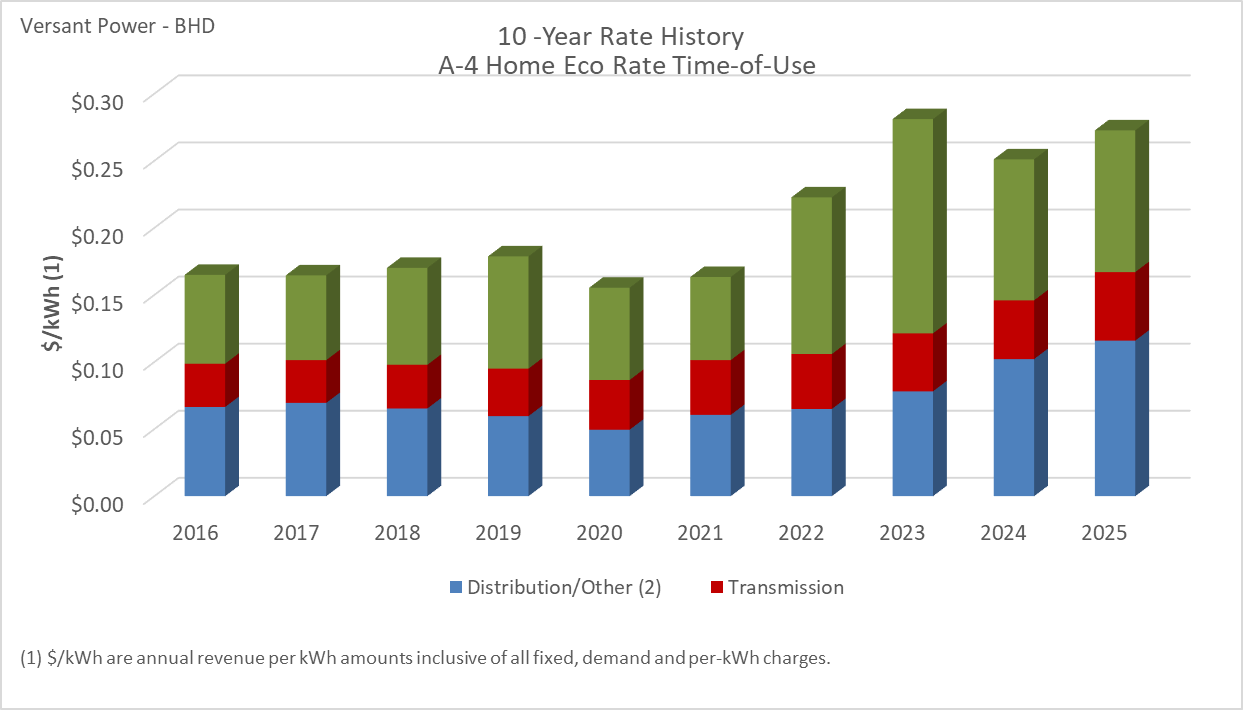 Versant Power - BHD
10 -Year Rate History
A-4 Home Eco Rate Time-of-Use
$/kWh (1)
$0.30
$0.25
$0.20
$0.15
$0.10
$0.05
$0.00
2016 2017 2018 2019 2020 2021 2022 2023 2024 2025
Distribution/Other (2) Transmission
(1) $/kWh are annual revenue per kWh amounts inclusive of all fixed, demand and per-kWh charges.